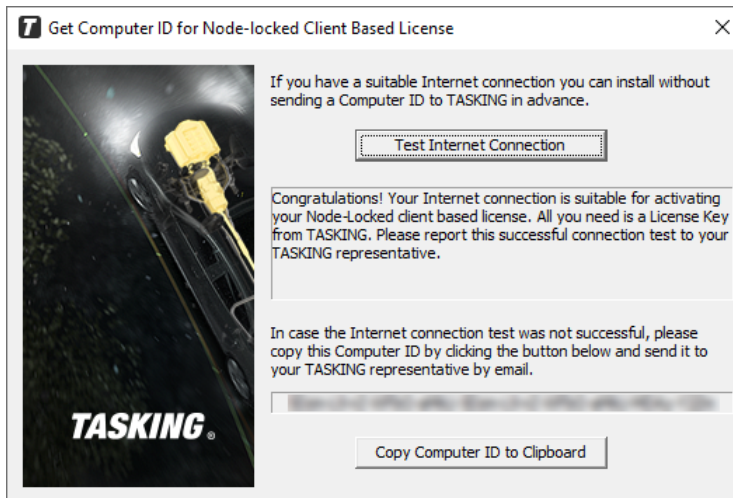 T Get Computer ID for Node-locked Client Based License
If you have a suitable Internet connection you can install without
sending a Computer ID to TASKING in advance.
Test Internet Connection
Congratulations! Your Internet connection is suitable for activating
your Node-Locked client based license. All you need is a License Key
from TASKING. Please report this successful connection test to your
TASKING representative.
In case the Internet connection test was not successful, please
copy this Computer ID by clicking the button below and send it to
your TASKING representative by email.
TASKING®
Copy Computer ID to Clipboard